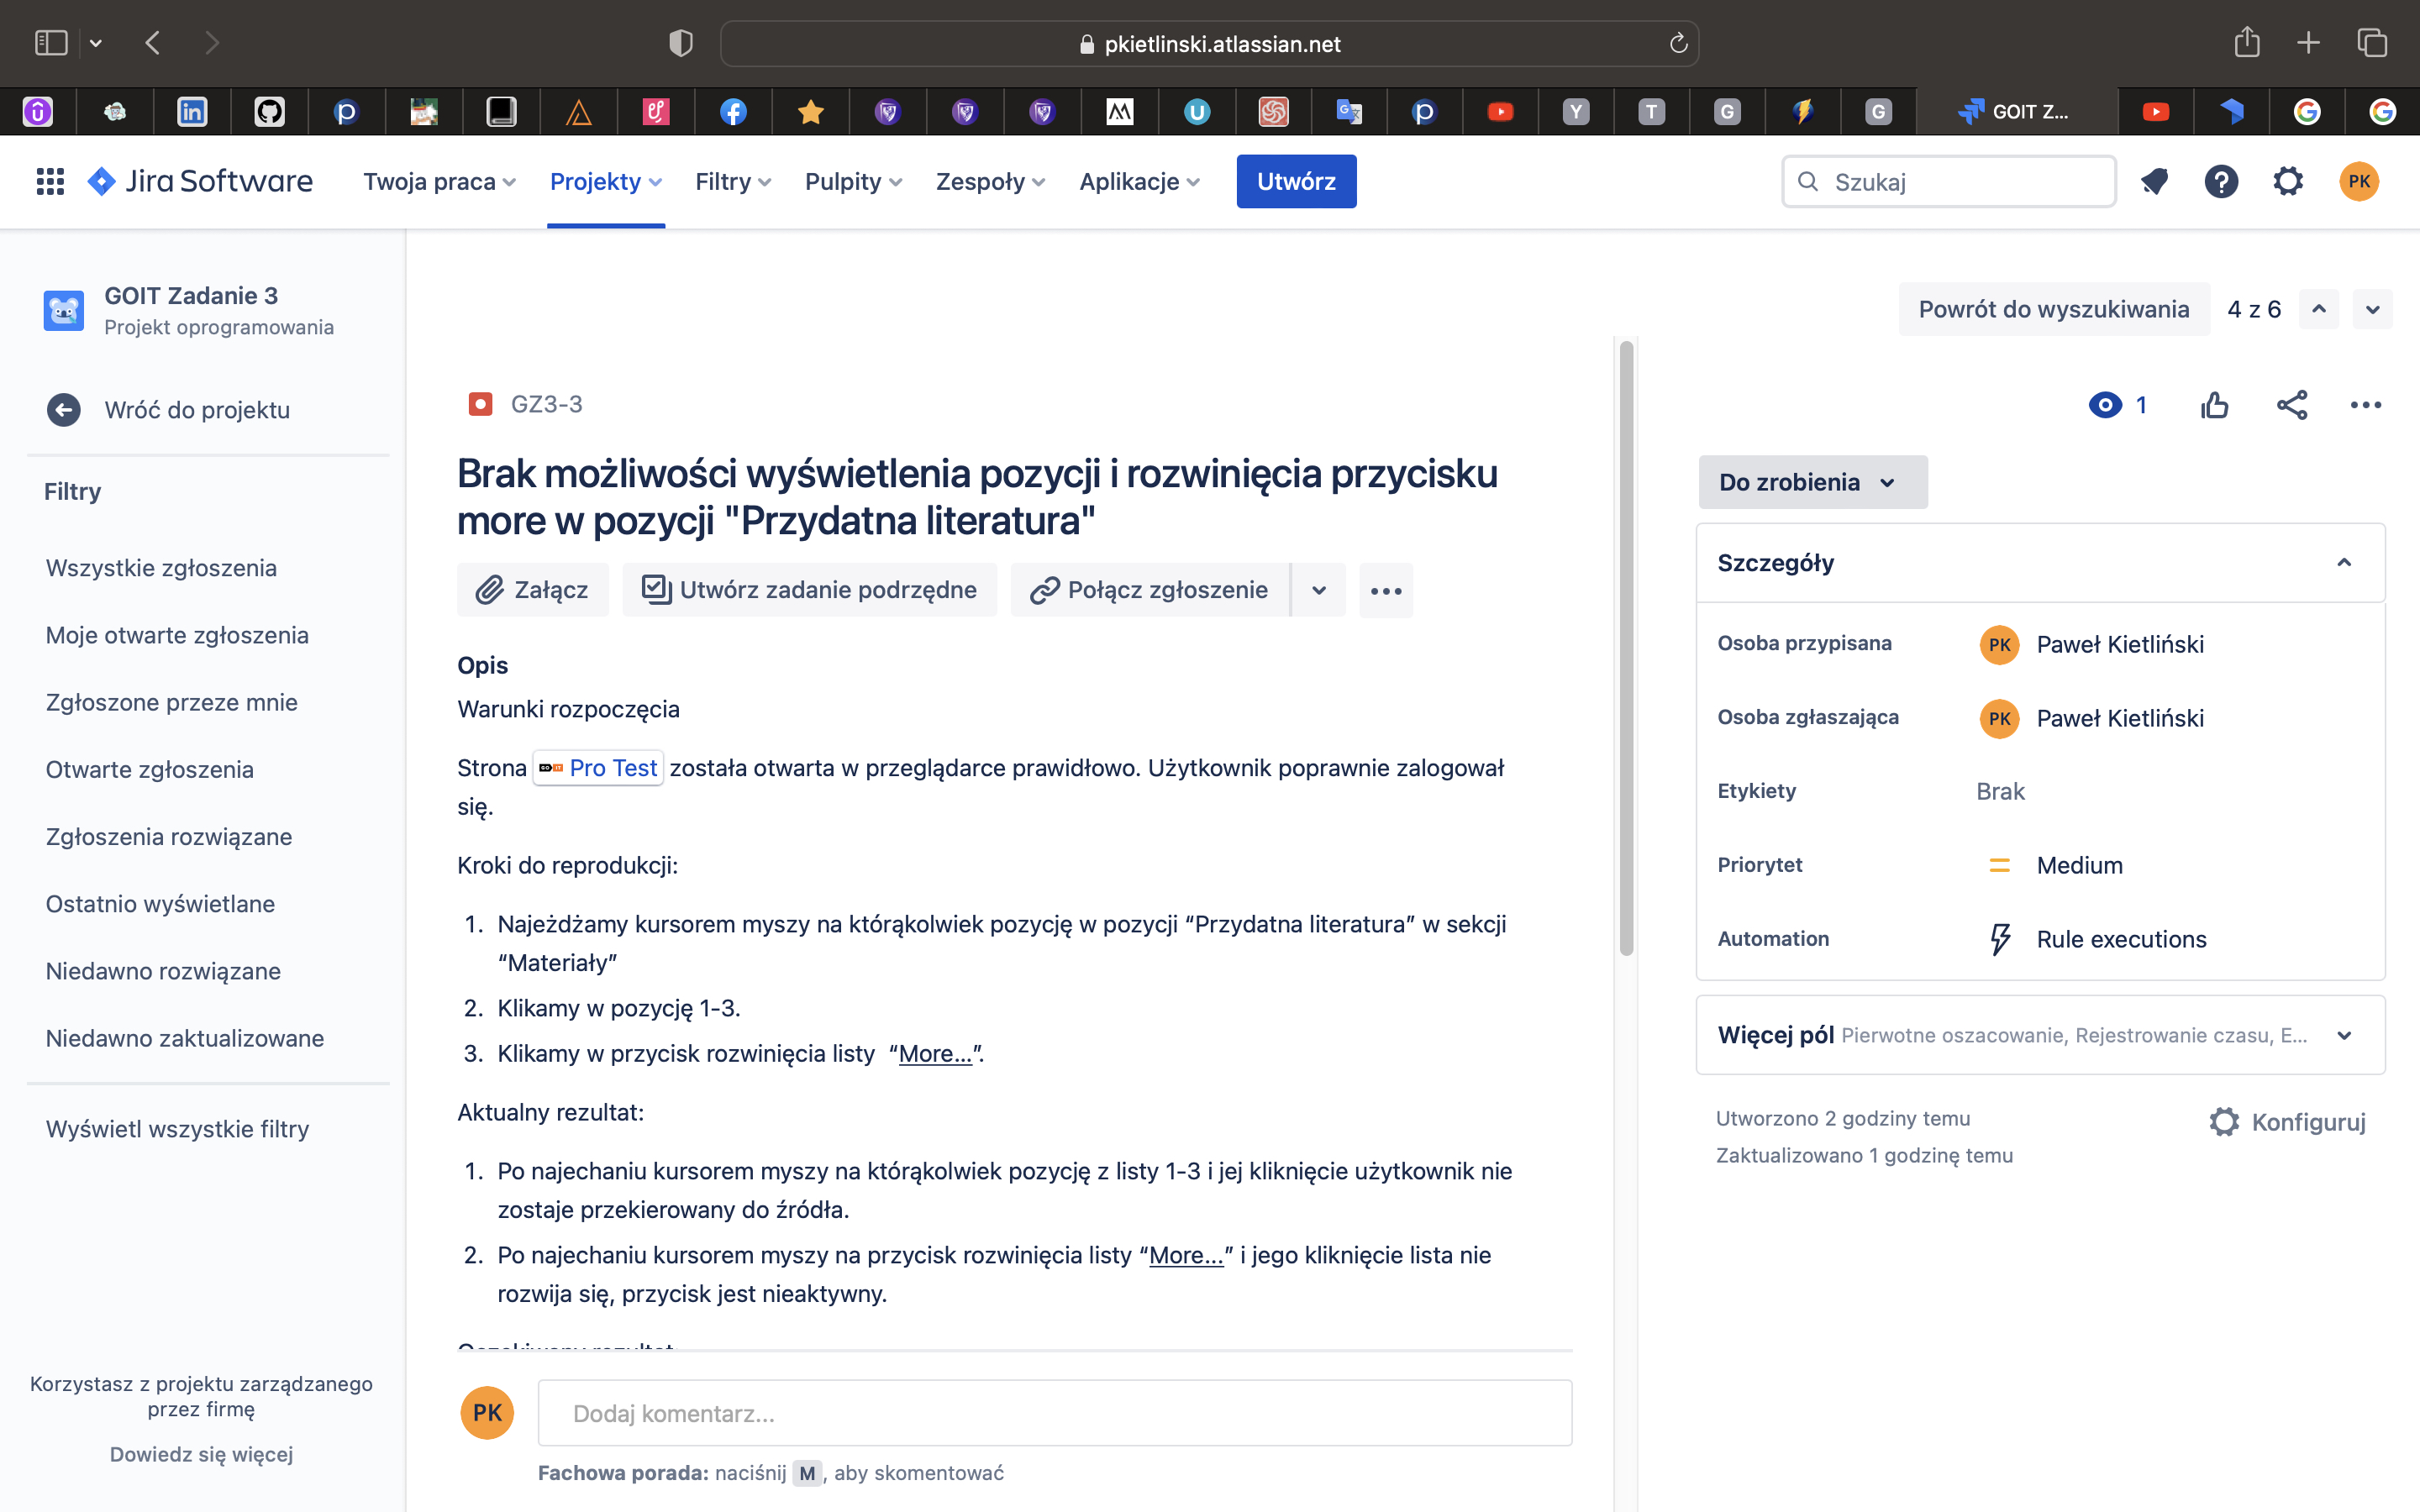 pkietlinski.atlassian.net
GOIT Z...
Jira Software
Twoja praca
Projekty
Filtry
Pulpity
Zespoły
Aplikacje
Utwórz
Szukaj
PK
GOIT Zadanie 3
Projekt oprogramowania
Wróć do projektu
Filtry
Wszystkie zgłoszenia
Moje otwarte zgłoszenia
Zgłoszone przeze mnie
Otwarte zgłoszenia
Zgłoszenia rozwiązane
Ostatnio wyświetlane
Niedawno rozwiązane
Niedawno zaktualizowane
Wyświetl wszystkie filtry
Korzystasz z projektu zarządzanego
przez firmę
Dowiedz się więcej
Powrót do wyszukiwania
4 z 6
GZ3-3
Brak możliwości wyświetlenia pozycji i rozwinięcia przycisku
more w pozycji "Przydatna literatura"
Załącz
Utwórz zadanie podrzędne
Połącz zgłoszenie
Opis
Warunki rozpoczęcia
Strona Pro Test została otwarta w przeglądarce prawidłowo. Użytkownik poprawnie zalogował
się.
Kroki do reprodukcji:
1. Najeżdżamy kursorem myszy na którąkolwiek pozycję w pozycji “Przydatna literatura” w sekcji
“Materiały”
2. Klikamy w pozycję 1-3.
3. Klikamy w przycisk rozwinięcia listy “More...”.
Aktualny rezultat:
1. Po najechaniu kursorem myszy na którąkolwiek pozycję z listy 1-3 i jej kliknięcie użytkownik nie
zostaje przekierowany do źródła.
2. Po najechaniu kursorem myszy na przycisk rozwinięcia listy “More...” i jego kliknięcie lista nie
rozwija się, przycisk jest nieaktywny.
Oczekiwany rezultat
PK
Dodaj komentarz...
Fachowa porada: naciśnij M, aby skomentować
1
Do zrobienia
Szczegóły
Osoba przypisana
PK Paweł Kietliński
Osoba zgłaszająca
PK Paweł Kietliński
Etykiety
Brak
Priorytet
Medium
Automation
Rule executions
Więcej pól Pierwotne oszacowanie, Rejestrowanie czasu, E...
Utworzono 2 godziny temu
Zaktualizowano 1 godzinę temu
Konfiguruj